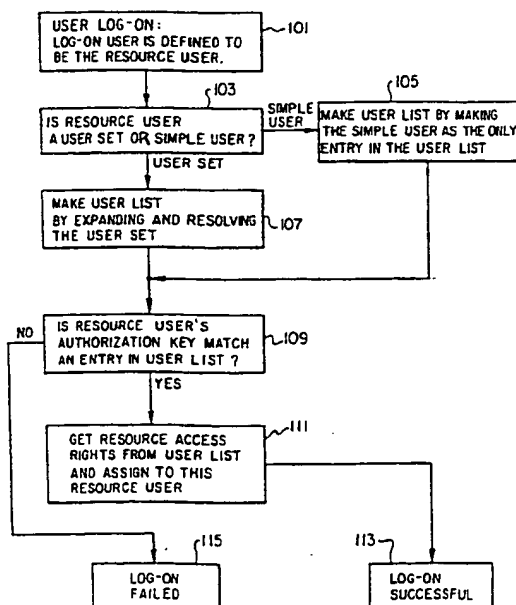 USER LOG-ON:
LOG-ON USER IS DEFINED TO
BE THE RESOURCE USER.
101
103
IS RESOURCE USER
A USER SET OR SIMPLE USER ?
SIMPLE
USER
105
MAKE USER LIST BY MAKING
THE SIMPLE USER AS THE ONLY
ENTRY IN THE USER LIST
USER SET
MAKE USER LIST
BY EXPANDING AND RESOLVING
THE USER SET
107
NO
IS RESOURCE USER'S
AUTHORIZATION KEY MATCH
AN ENTRY IN USER LIST ?
109
YES
GET RESOURCE ACCESS
RIGHTS FROM USER LIST
AND ASSIGN TO THIS
RESOURCE USER
111
115
LOG-ON
FAILED
113
LOG-ON
SUCCESSFUL